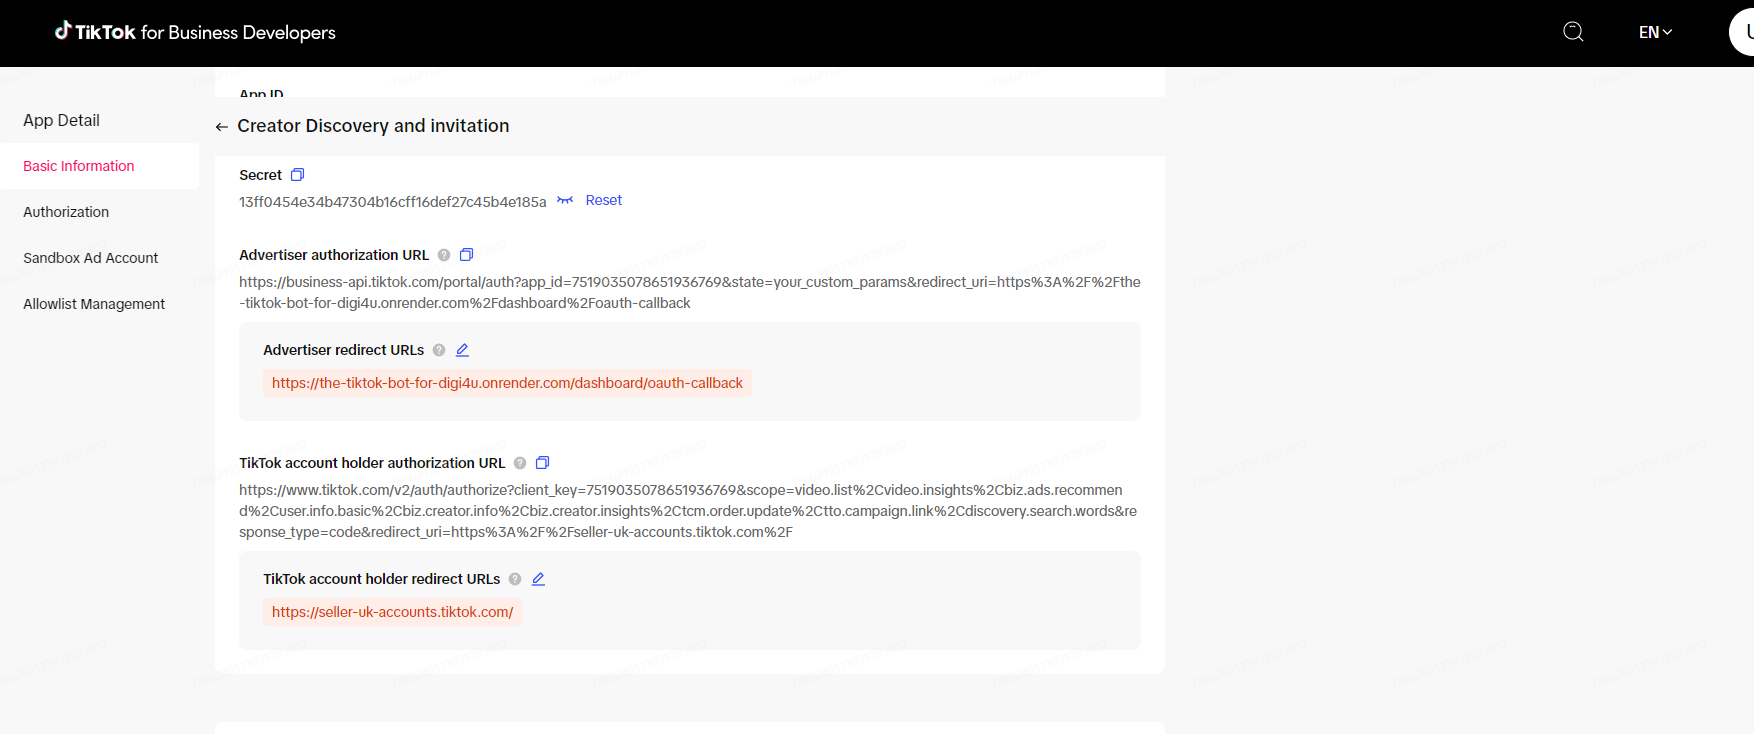 TikTok for Business Developers
EN
U
App ID
App Detail
← Creator Discovery and invitation
Basic Information
Authorization
Sandbox Ad Account
Allowlist Management
Secret
13ff0454e34b47304b16cff16def27c45b4e185a Reset
Advertiser authorization URL ?
https://business-api.tiktok.com/portal/auth?app_id=7519035078651936769&state=your_custom_params&redirect_uri=https%3A%2F%2Fthe
-tiktok-bot-for-digi4u.onrender.com%2Fdashboard%2Foauth-callback
Advertiser redirect URLs ?
https://the-tiktok-bot-for-digi4u.onrender.com/dashboard/oauth-callback
TikTok account holder authorization URL ?
https://www.tiktok.com/v2/auth/authorize?client_key=7519035078651936769&scope=video.list%2Cvideo.insights%2Cbiz.ads.recommen
d%2Cuser.info.basic%2Cbiz.creator.info%2Cbiz.creator.insights%2Ctcm.order.update%2Ctto.campaign.link%2Cdiscovery.search.words&re
sponse_type=code&redirect_uri=https%3A%2F%2Fseller-uk-accounts.tiktok.com%2F
TikTok account holder redirect URLs ?
https://seller-uk-accounts.tiktok.com/